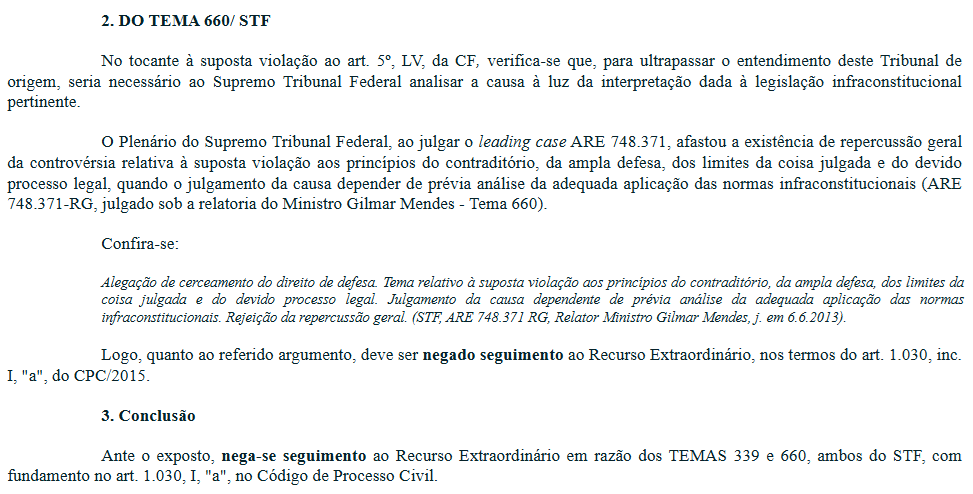 2. DO TEMA 660/ STF
No tocante à suposta violação ao art. 5º, LV, da CF, verifica-se que, para ultrapassar o entendimento deste Tribunal de
origem, seria necessário ao Supremo Tribunal Federal analisar a causa à luz da interpretação dada à legislação infraconstitucional
pertinente.
O Plenário do Supremo Tribunal Federal, ao julgar o leading case ARE 748.371, afastou a existência de repercussão geral
da controvérsia relativa à suposta violação aos princípios do contraditório, da ampla defesa, dos limites da coisa julgada e do devido
processo legal, quando o julgamento da causa depender de prévia análise da adequada aplicação das normas infraconstitucionais (ARE
748.371-RG, julgado sob a relatoria do Ministro Gilmar Mendes - Tema 660).
Confira-se:
Alegação de cerceamento do direito de defesa. Tema relativo à suposta violação aos princípios do contraditório, da ampla defesa, dos limites da
coisa julgada e do devido processo legal. Julgamento da causa dependente de prévia análise da adequada aplicação das normas
infraconstitucionais. Rejeição da repercussão geral. (STF, ARE 748.371 RG, Relator Ministro Gilmar Mendes, j. em 6.6.2013).
Logo, quanto ao referido argumento, deve ser negado seguimento ao Recurso Extraordinário, nos termos do art. 1.030, inc.
I, "a", do CPC/2015.
3. Conclusão
Ante o exposto, nega-se seguimento ao Recurso Extraordinário em razão dos TEMAS 339 e 660, ambos do STF, com
fundamento no art. 1.030, I, "a", no Código de Processo Civil.